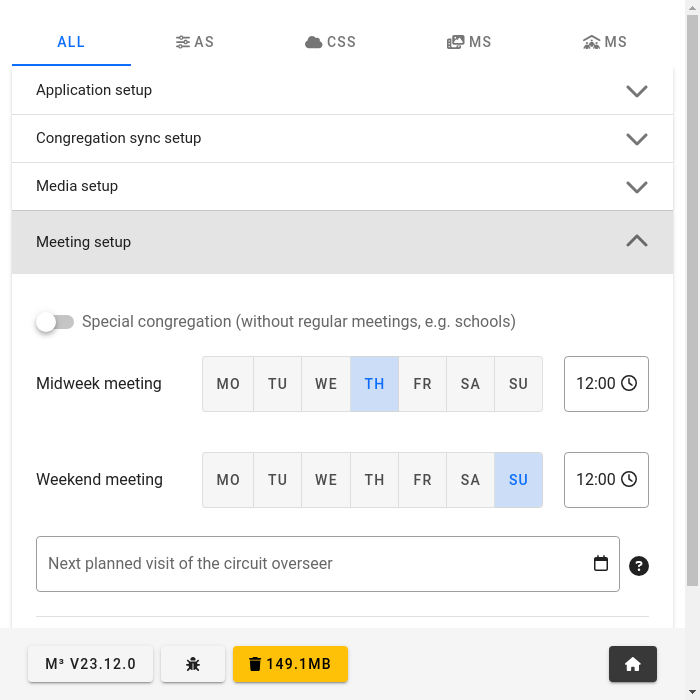 ALL AS CSS MS MS
Application setup
Congregation sync setup
Media setup
Meeting setup
Special congregation (without regular meetings, e.g. schools)
Midweek meeting MO TU WE TH FR SA SU 12:00
Weekend meeting MO TU WE TH FR SA SU 12:00
Next planned visit of the circuit overseer ?
M³ V23.12.0 149.1MB